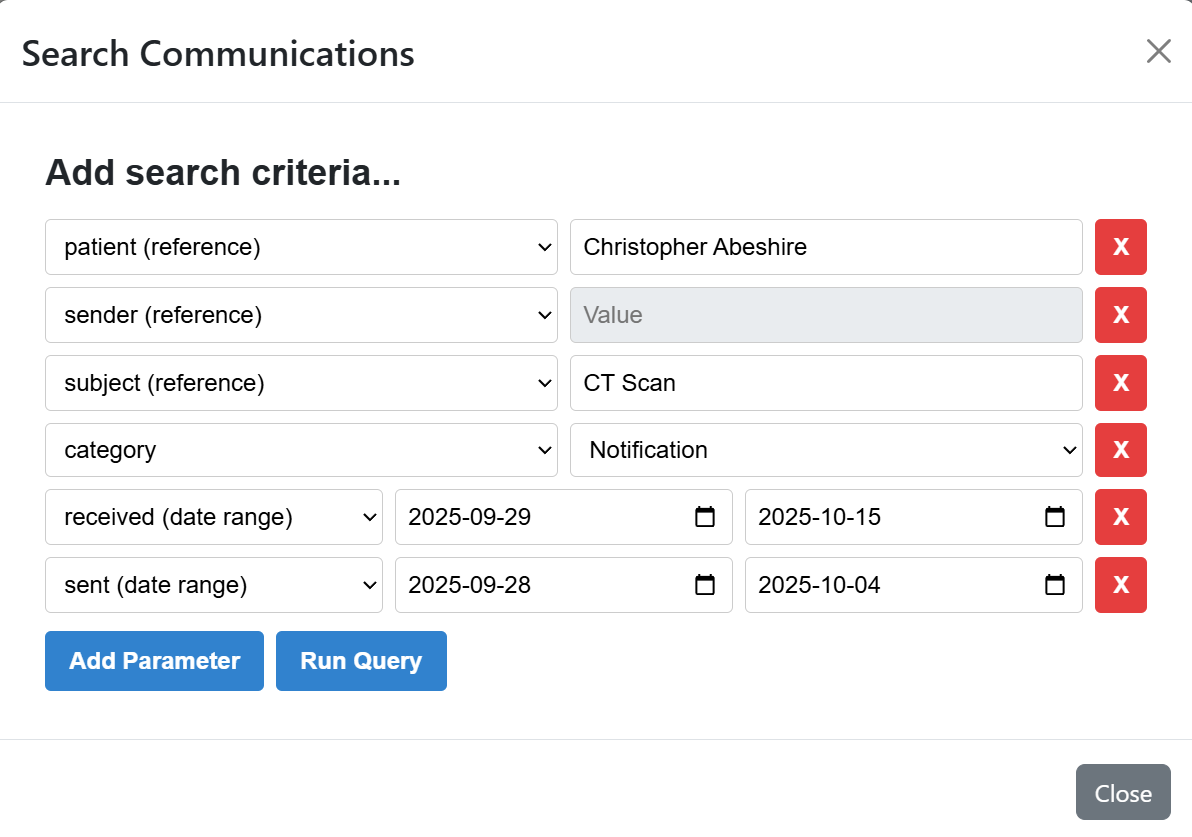 Search Communications
Add search criteria...
patient (reference) Christopher Abeshire X
sender (reference) Value X
subject (reference) CT Scan X
category Notification X
received (date range) 2025-09-29 2025-10-15 X
sent (date range) 2025-09-28 2025-10-04 X
Add Parameter Run Query
Close